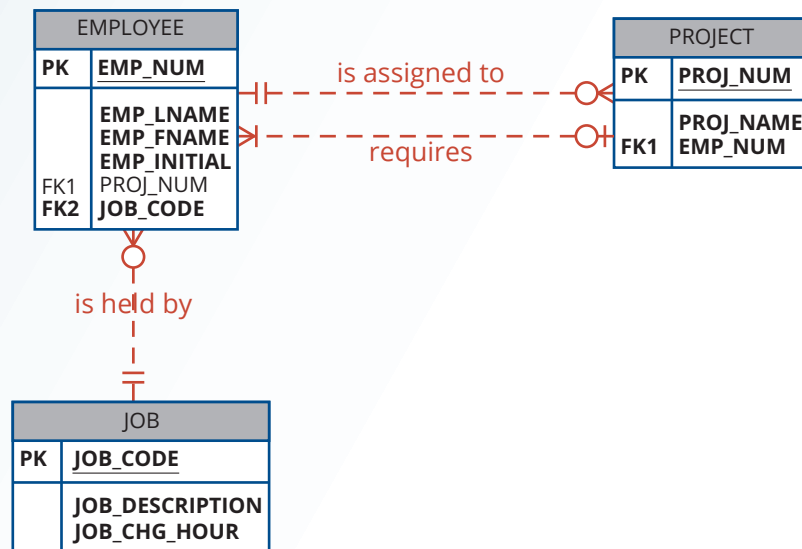 EMPLOYEE
PK EMP_NUM
EMP_LNAME
EMP_FNAME
EMP_INITIAL
FK1 PROJ_NUM
FK2 JOB_CODE
is assigned to
requires
PROJECT
PK PROJ_NUM
PROJ_NAME
FK1 EMP_NUM
is held by
JOB
PK JOB_CODE
JOB_DESCRIPTION
JOB_CHG_HOUR